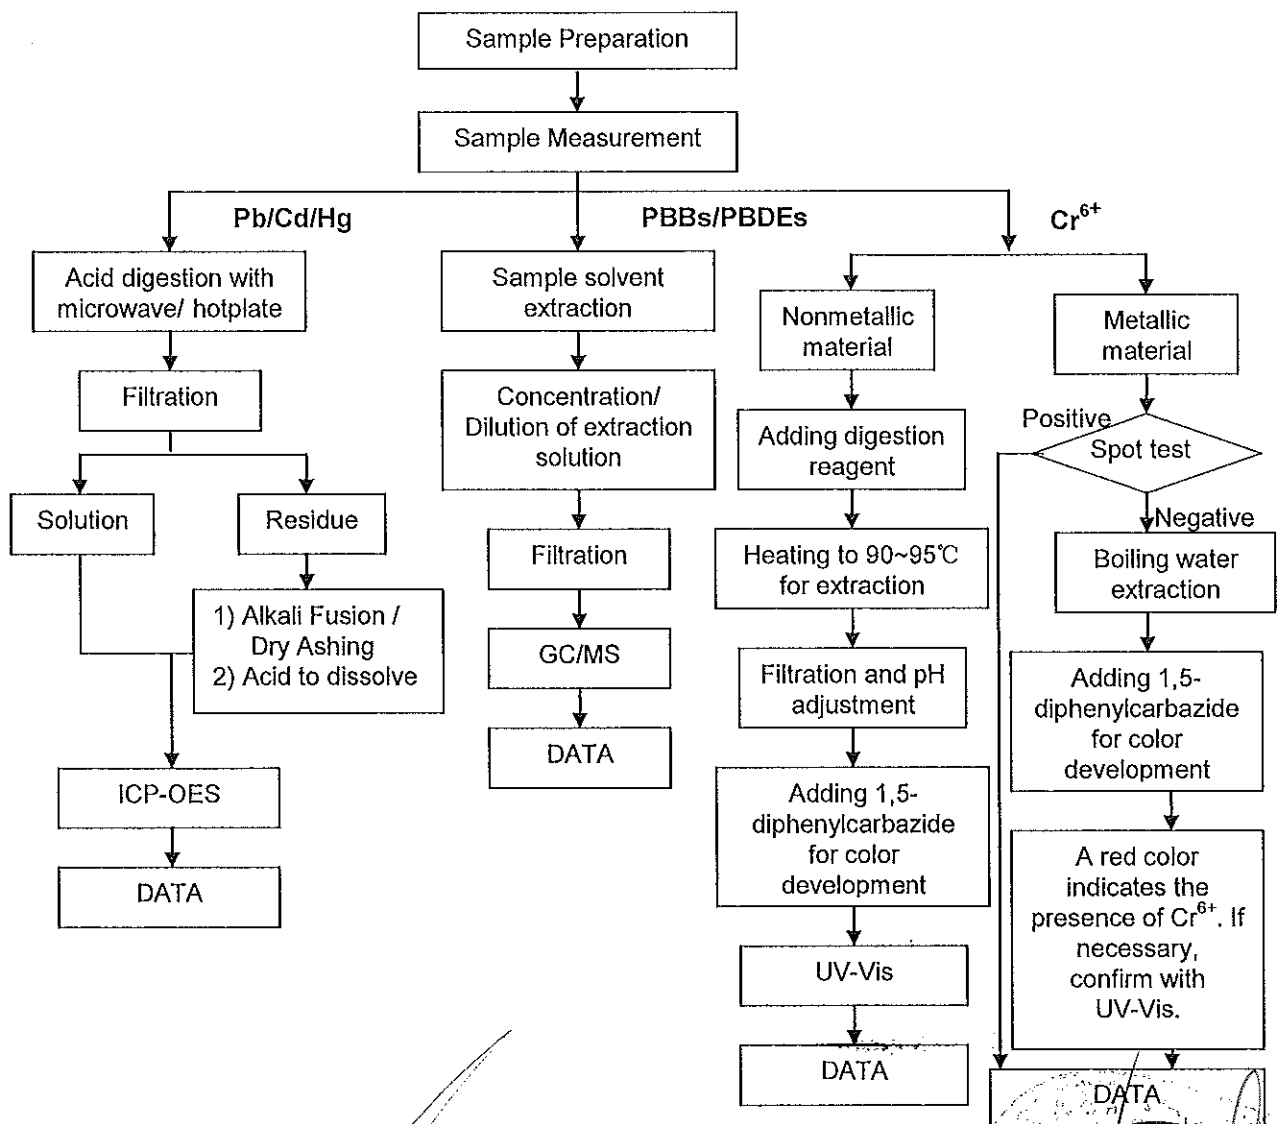 Sample Preparation
Sample Measurement
Pb/Cd/Hg
PBBs/PBDEs
Cr⁶⁺
Acid digestion with
microwave/ hotplate
Filtration
Solution
Residue
1) Alkali Fusion /
Dry Ashing
2) Acid to dissolve
ICP-OES
DATA
Sample solvent
extraction
Concentration/
Dilution of extraction
solution
Filtration
GC/MS
DATA
Nonmetallic
material
Adding digestion
reagent
Heating to 90~95℃
for extraction
Filtration and pH
adjustment
Adding 1,5-
diphenylcarbazide
for color
development
UV-Vis
DATA
Metallic
material
Positive
Spot test
Negative
Boiling water
extraction
Adding 1,5-
diphenylcarbazide
for color
development
A red color
indicates the
presence of Cr⁶⁺. If
necessary,
confirm with
UV-Vis.
DATA